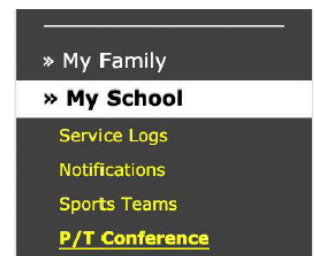 » My Family
» My School
Service Logs
Notifications
Sports Teams
P/T Conference